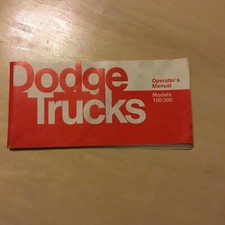 Dodge
Trucks
Operator's
Manual
Models
100/300